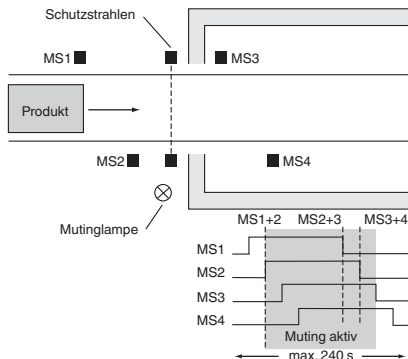 Schutzstrahlen
MS1
MS3
Produkt
MS2
MS4
Mutinglampe
MS1+2 MS2+3 MS3+4
MS1
MS2
MS3
MS4
Muting aktiv
max. 240 s